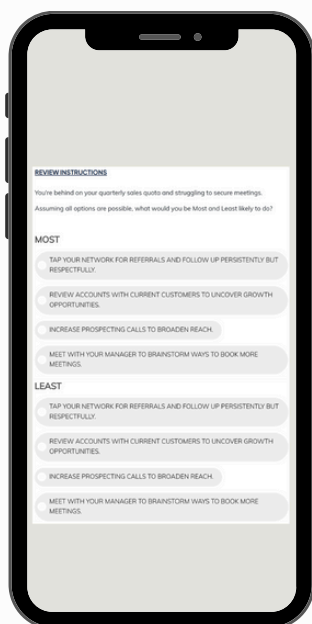 REVIEW INSTRUCTIONS
You're behind on your quarterly sales quota and struggling to secure meetings.
Assuming all options are possible, what would you be Most and Least likely to do?
MOST
TAP YOUR NETWORK FOR REFERRALS AND FOLLOW UP PERSISTENTLY BUT
RESPECTFULLY.
REVIEW ACCOUNTS WITH CURRENT CUSTOMERS TO UNCOVER GROWTH
OPPORTUNITIES.
INCREASE PROSPECTING CALLS TO BROADEN REACH.
MEET WITH YOUR MANAGER TO BRAINSTORM WAYS TO BOOK MORE
MEETINGS.
LEAST
TAP YOUR NETWORK FOR REFERRALS AND FOLLOW UP PERSISTENTLY BUT
RESPECTFULLY.
REVIEW ACCOUNTS WITH CURRENT CUSTOMERS TO UNCOVER GROWTH
OPPORTUNITIES.
INCREASE PROSPECTING CALLS TO BROADEN REACH.
MEET WITH YOUR MANAGER TO BRAINSTORM WAYS TO BOOK MORE
MEETINGS.